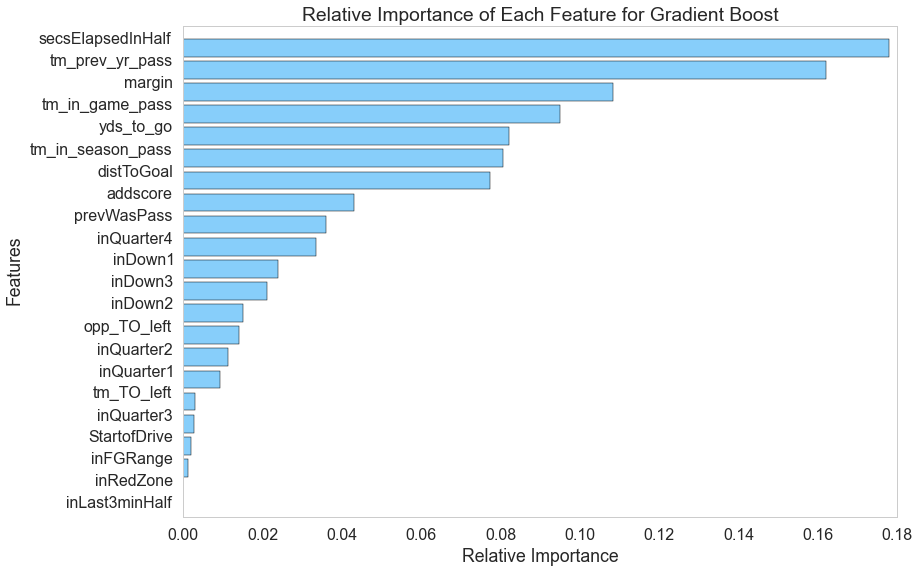 Relative Importance of Each Feature for Gradient Boost
secsElapsedInHalf
tm_prev_yr_pass
margin
tm_in_game_pass
yds_to_go
tm_in_season_pass
distToGoal
addscore
prevWasPass
inQuarter4
inDown1
inDown3
inDown2
opp_TO_left
inQuarter2
inQuarter1
tm_TO_left
inQuarter3
StartofDrive
inFGRange
inRedZone
inLast3minHalf
Features
0.00 0.02 0.04 0.06 0.08 0.10 0.12 0.14 0.16 0.18
Relative Importance